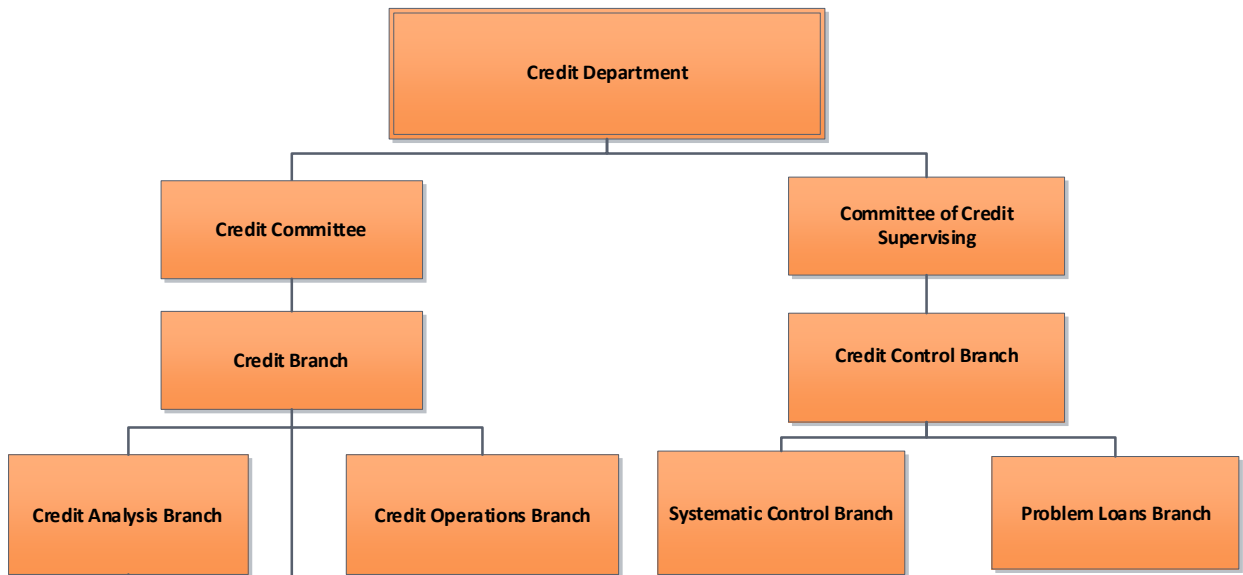 Credit Department
Credit Committee
Committee of Credit
Supervising
Credit Branch
Credit Control Branch
Credit Analysis Branch
Credit Operations Branch
Systematic Control Branch
Problem Loans Branch